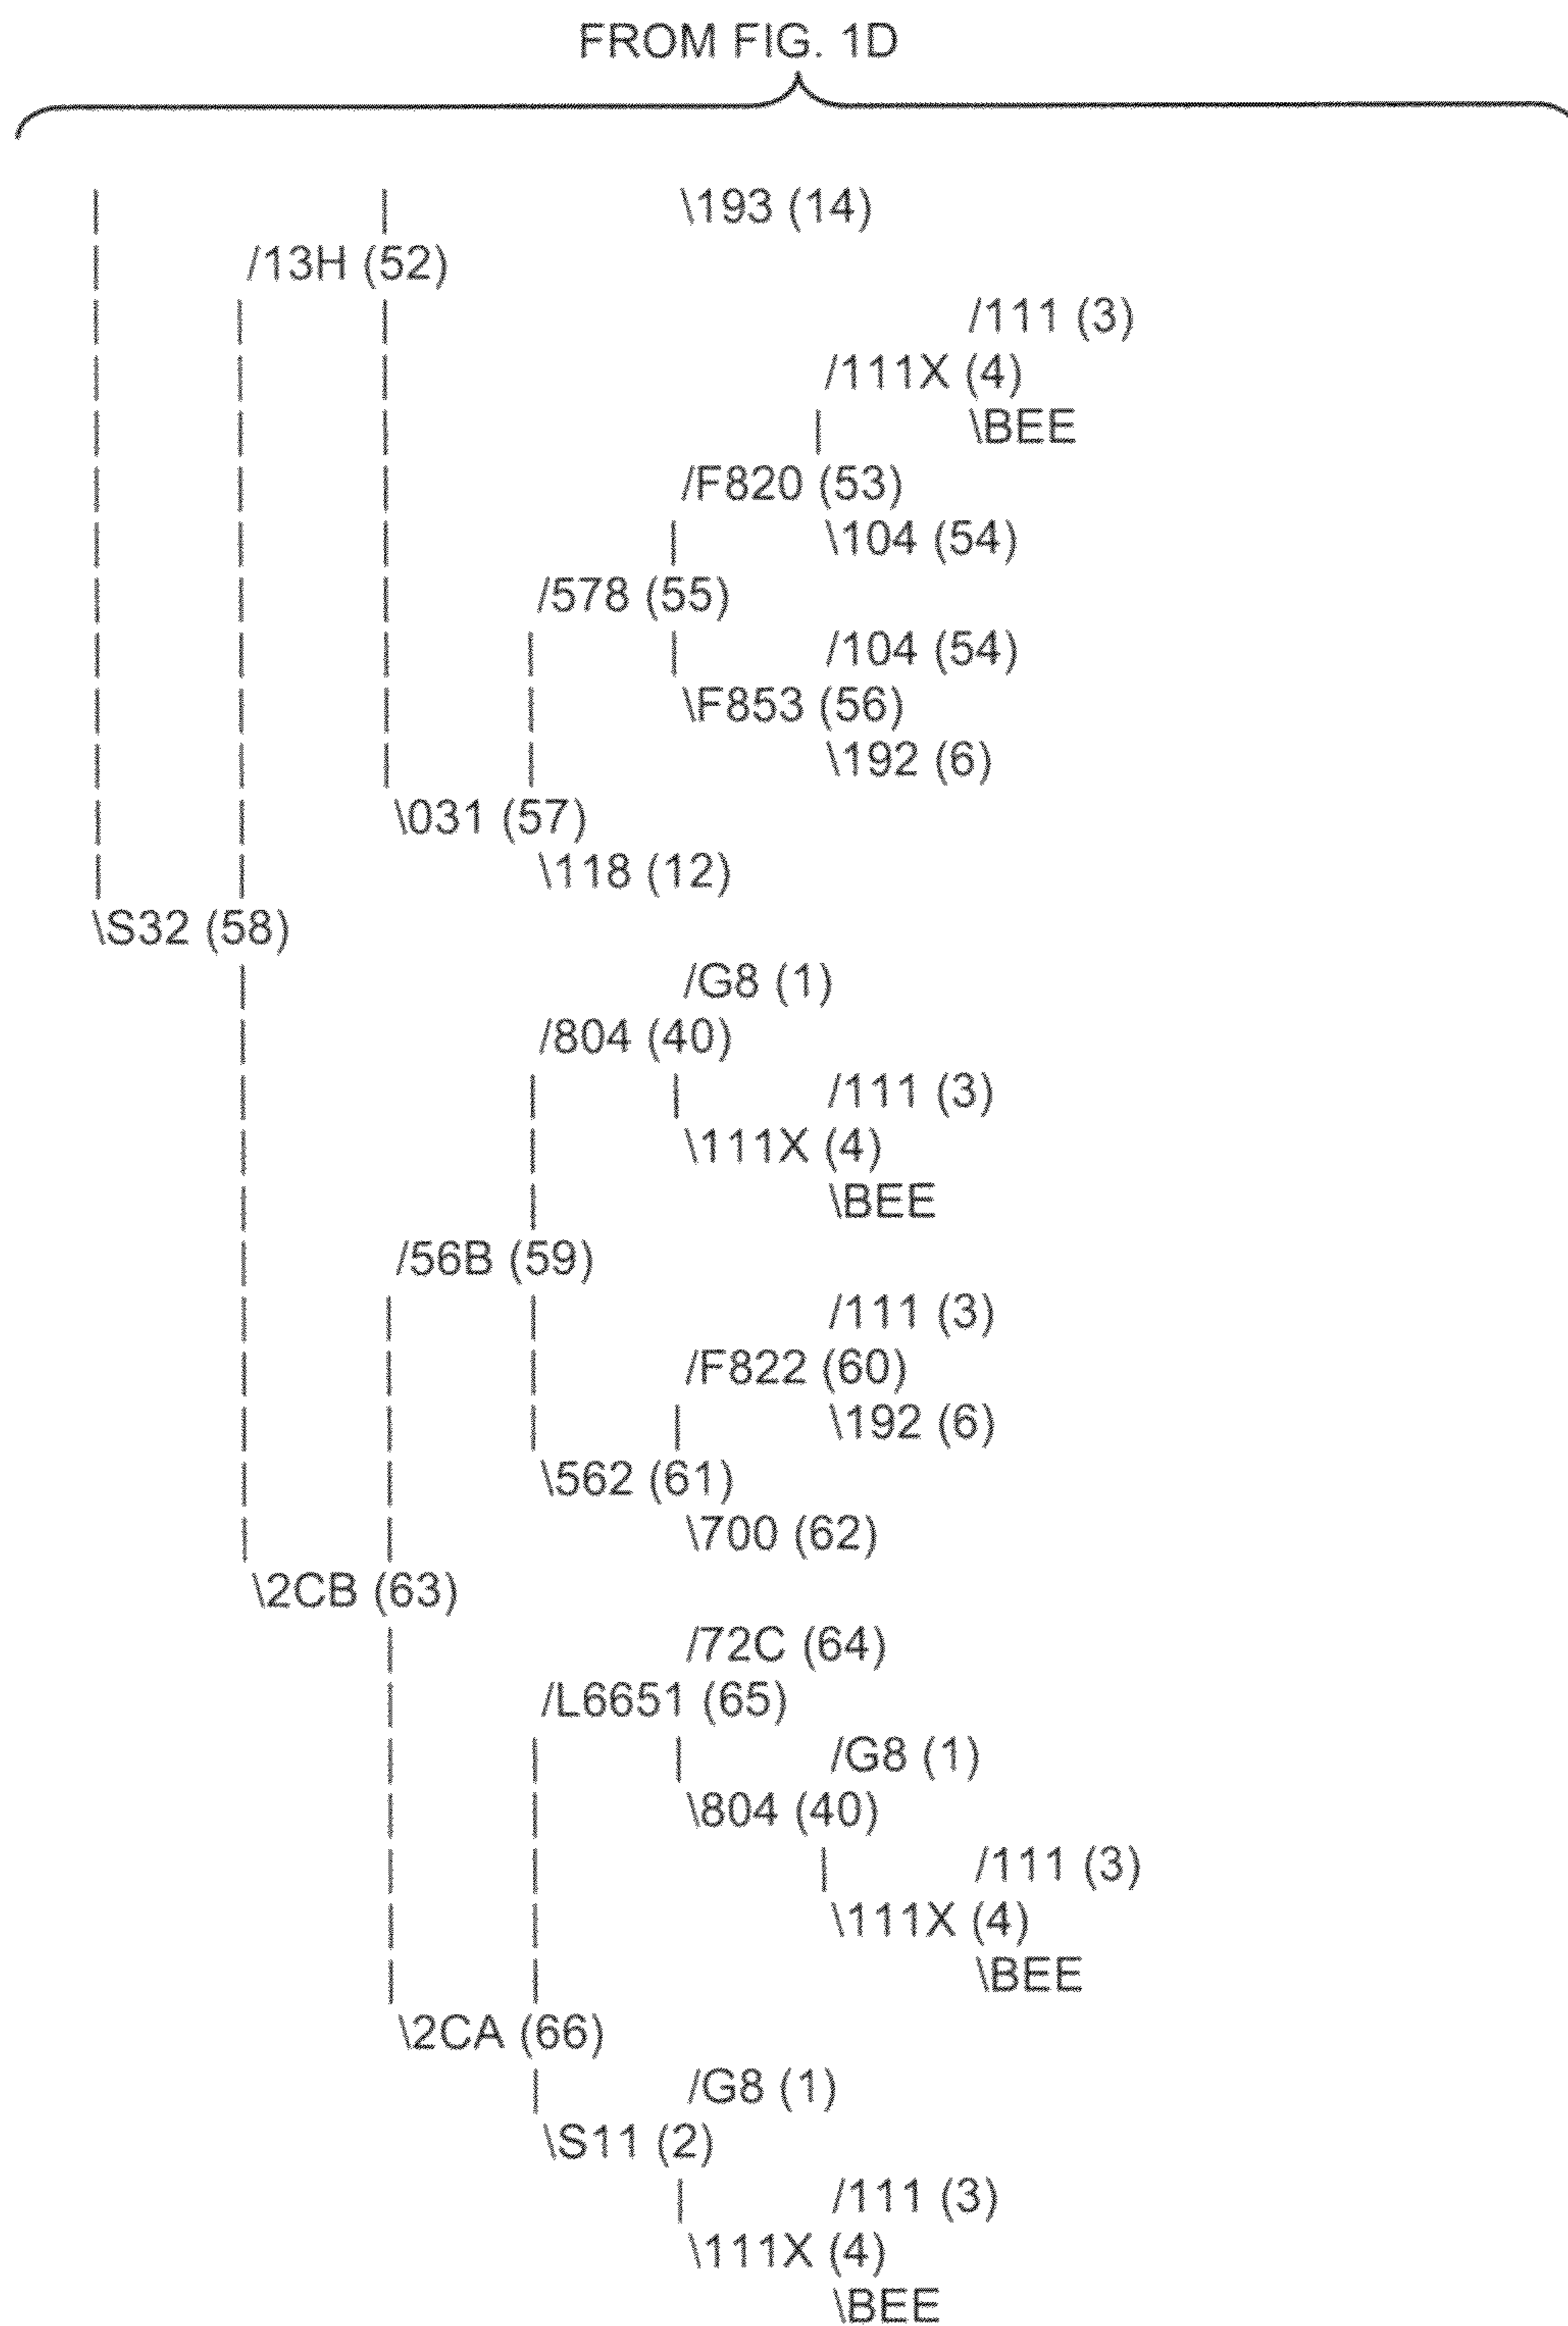 FROM FIG. 1D
| | \193 (14)
| /13H (52)
| | | /111 (3)
| | | /111X (4)
| | | | \BEE
| | | /F820 (53)
| | | | \104 (54)
| | | /578 (55)
| | | | | /104 (54)
| | | | \F853 (56)
| | | | \192 (6)
| | \031 (57)
| | \118 (12)
\S32 (58)
| /G8 (1)
| /804 (40)
| | | /111 (3)
| | \111X (4)
| | \BEE
| /56B (59)
| | | /111 (3)
| | | /F822 (60)
| | | | \192 (6)
| | \562 (61)
| | \700 (62)
\2CB (63)
| /72C (64)
| /L6651 (65)
| | | /G8 (1)
| | \804 (40)
| | | /111 (3)
| | \111X (4)
| | \BEE
\2CA (66)
| /G8 (1)
\S11 (2)
| /111 (3)
\111X (4)
\BEE